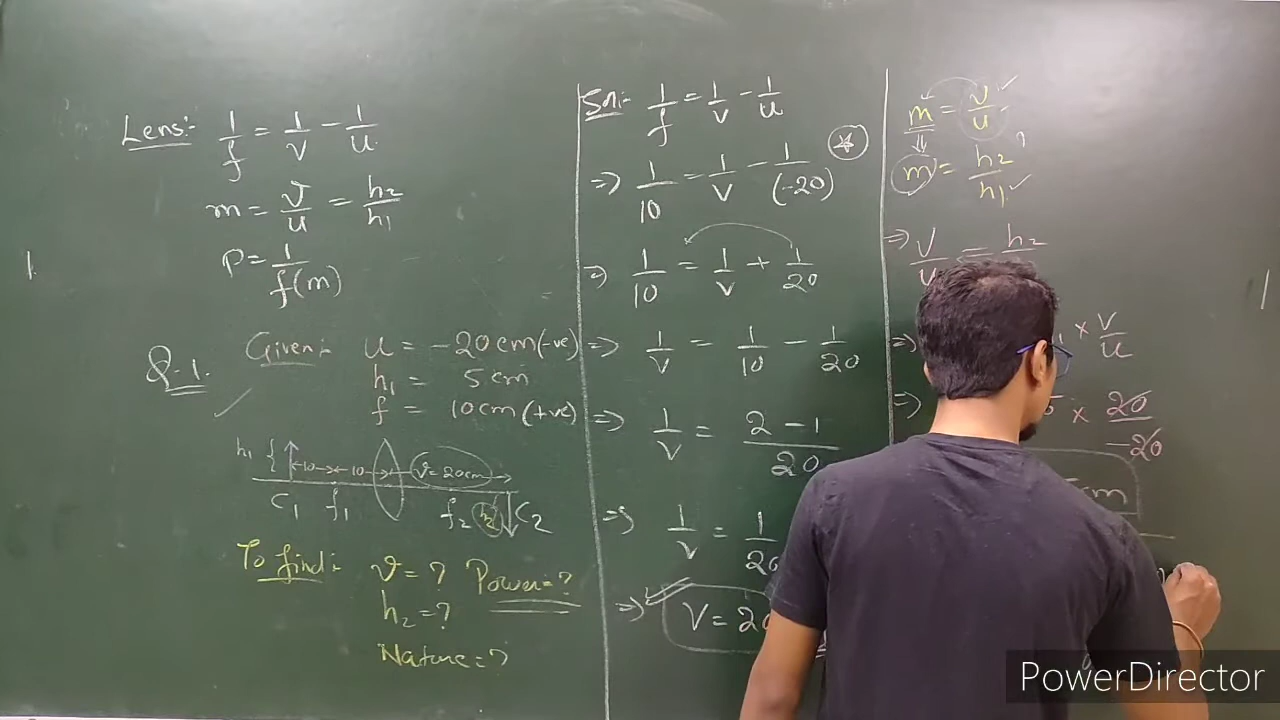 Lens:- 1/f = 1/v - 1/u
m = v/u = h2/h1
P = 1/f(m)
Q.1. Given:- u = -20cm (-ve)
h1 = 5cm
f = 10cm (+ve)
h1 { 10 10 v = 20cm
C1 f1 f2 h2 C2
To find:- v = ? Power = ?
h2 = ?
Nature = ?
Soln:- 1/f = 1/v - 1/u
=> 1/10 = 1/v - 1/(-20)
=> 1/10 = 1/v + 1/20
=> 1/v = 1/10 - 1/20
=> 1/v = 2 - 1/20
=> 1/v = 1/20
=> V = 20
m = v/u
m = h2/h1 ?
=> v/u = h2
=> × v/u
=> 5 × 20/-20
cm
PowerDirector